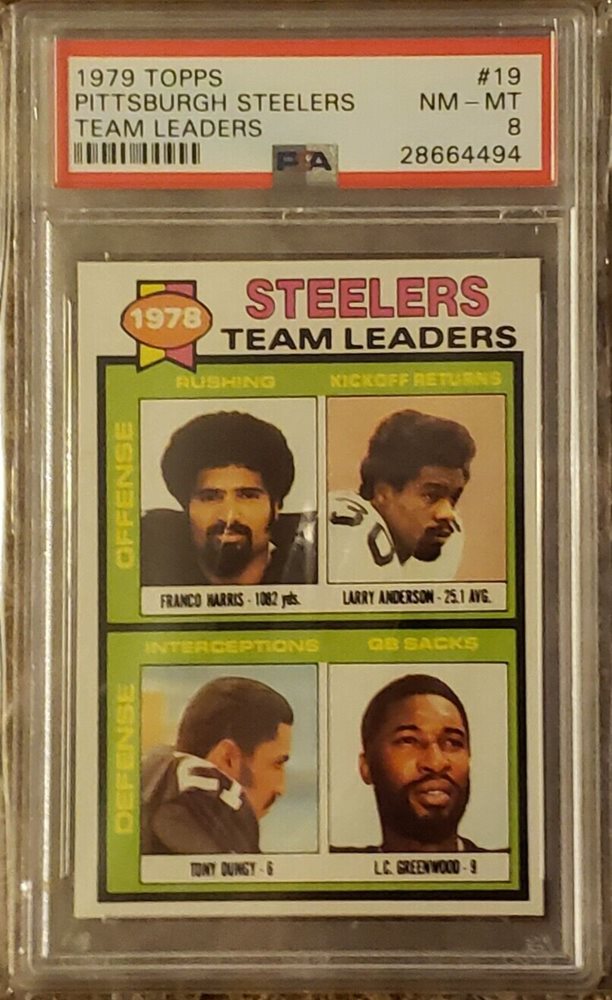 1979 TOPPS #19
PITTSBURGH STEELERS NM - MT
TEAM LEADERS 8
PSA 28664494
1978 STEELERS
TEAM LEADERS
OFFENSE
RUSHING KICKOFF RETURNS
FRANCO HARRIS - 1082 yds. LARRY ANDERSON - 25.1 AVG.
DEFENSE
INTERCEPTIONS QB SACKS
21
TONY DUNGY - 6 L.C. GREENWOOD - 9